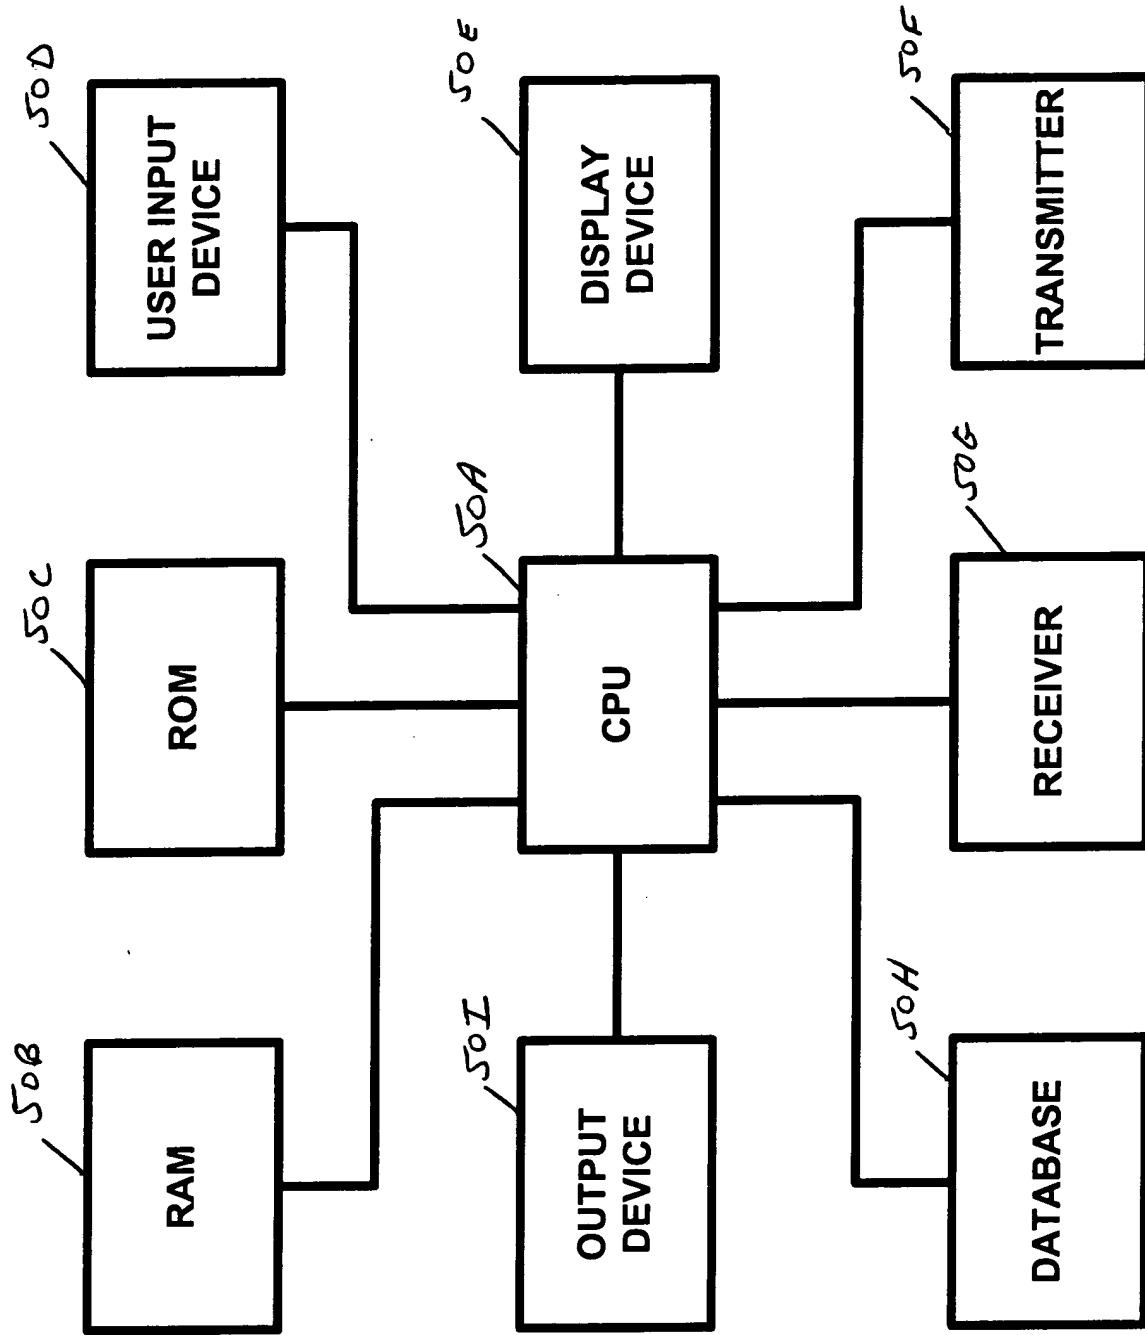 50B
50C
50D
RAM
ROM
USER INPUT
DEVICE
50I
50A
50E
OUTPUT
DEVICE
CPU
DISPLAY
DEVICE
50H
50G
50F
DATABASE
RECEIVER
TRANSMITTER